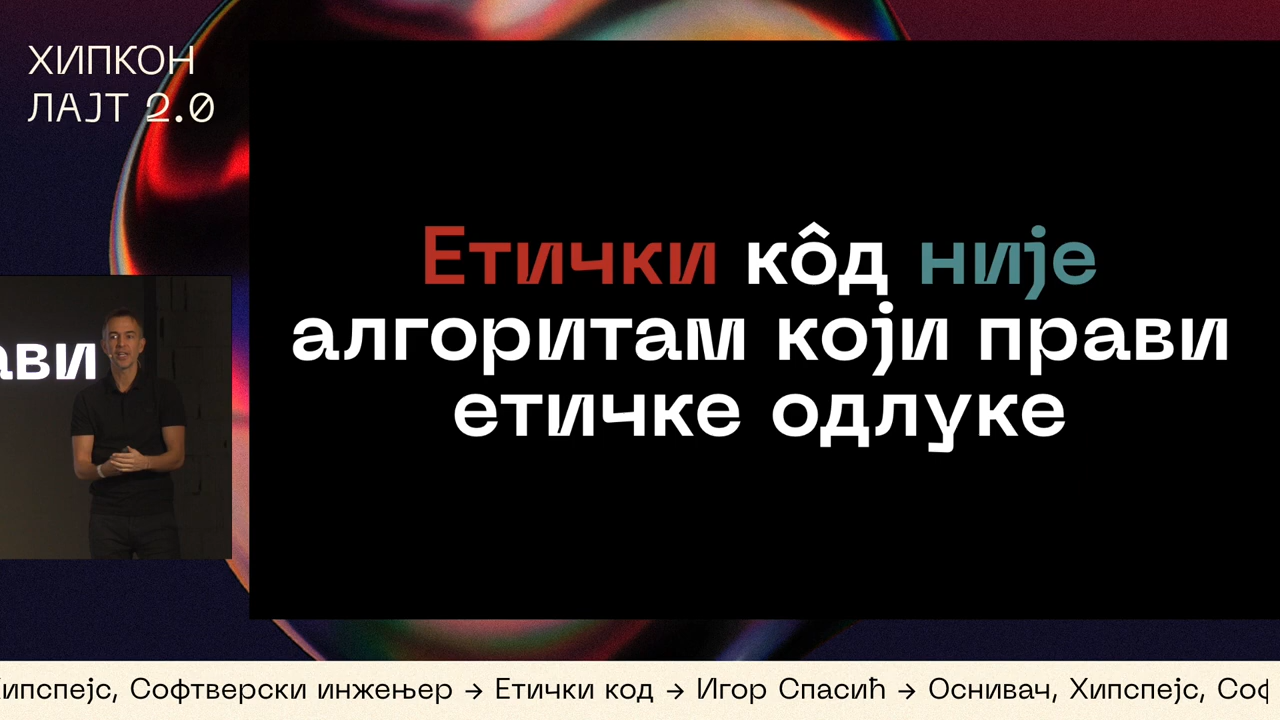 ХИПКОН
ЛАЈТ 2.0
Етички кôд није
алгоритам који прави
етичке одлуке
ави
Хипспејс, Софтверски инжењер → Етички код → Игор Спасић → Оснивач, Хипспејс, Соф